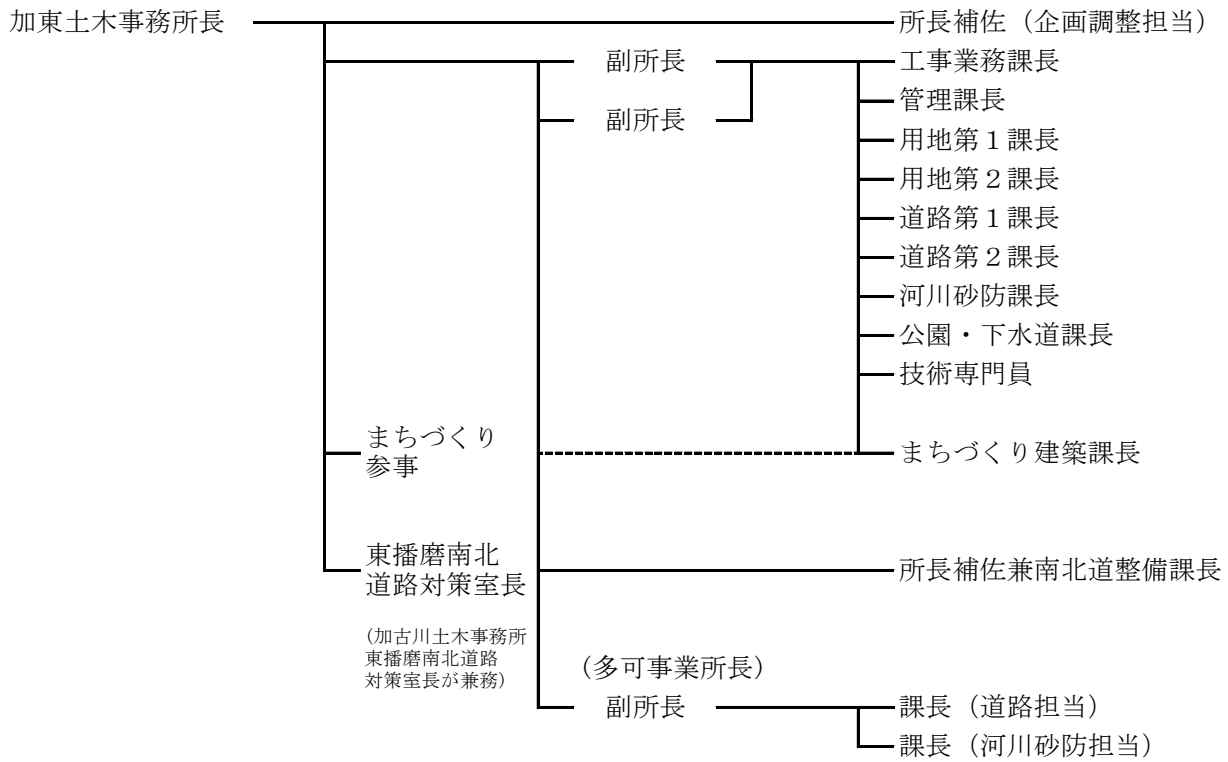 加東土木事務所長
所長補佐（企画調整担当）
副所長
工事業務課長
管理課長
副所長
用地第１課長
用地第２課長
道路第１課長
道路第２課長
河川砂防課長
公園・下水道課長
技術専門員
まちづくり
参事
まちづくり建築課長
東播磨南北
道路対策室長
所長補佐兼南北道整備課長
(加古川土木事務所
東播磨南北道路
対策室長が兼務)
（多可事業所長）
副所長
課長（道路担当）
課長（河川砂防担当）